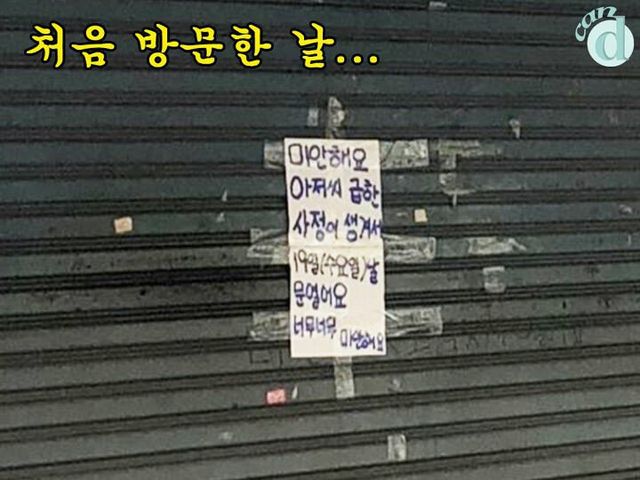 처음 방문한 날...
can
d
미안해요
아저씨 급한
사정이 생겨서
19일(수요일)날
문열어요
너무너무 미안해요